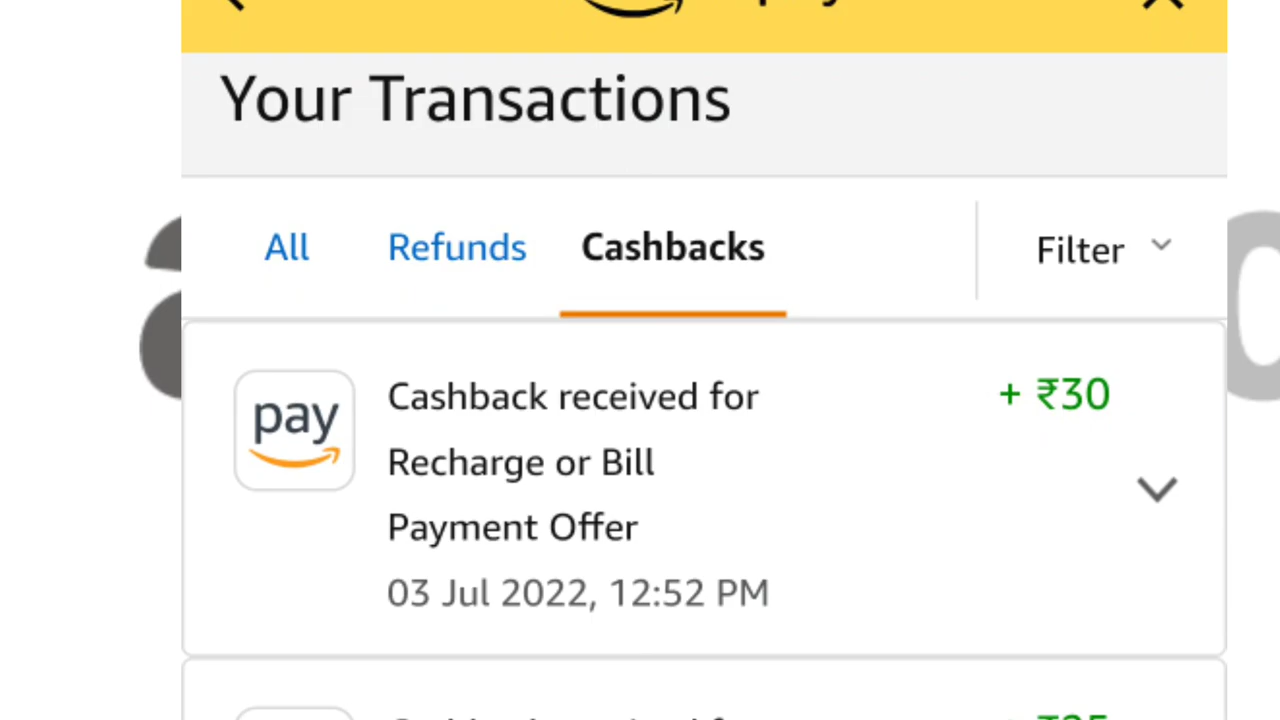 Your Transactions
All Refunds Cashbacks Filter
pay Cashback received for + ₹30
Recharge or Bill
Payment Offer
03 Jul 2022, 12:52 PM